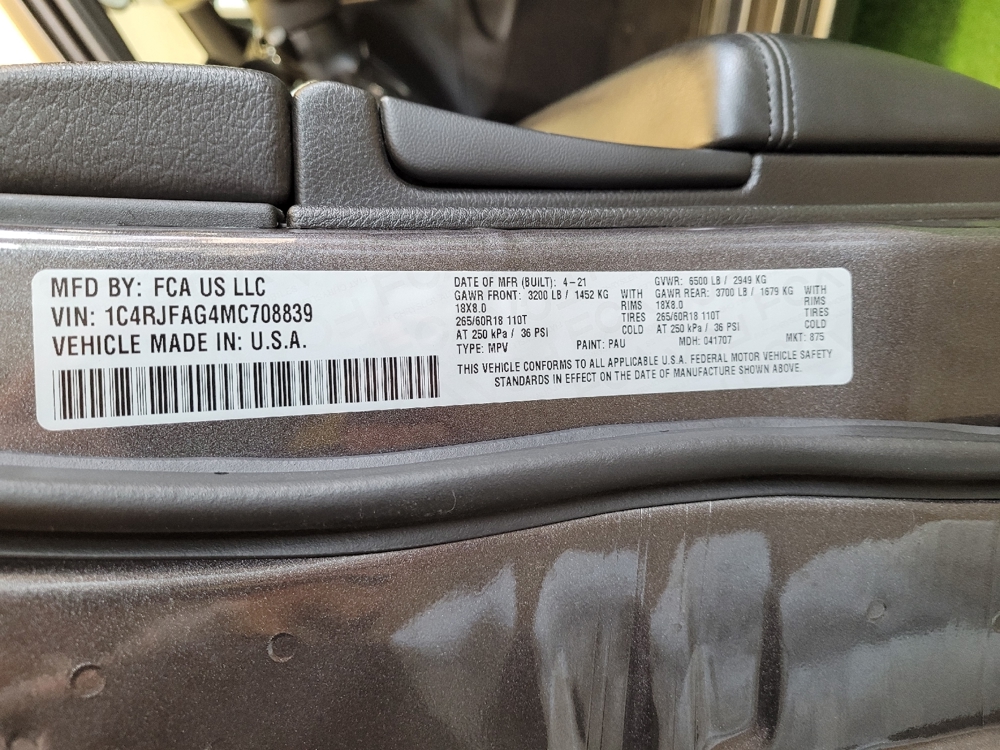 MFD BY: FCA US LLC
VIN: 1C4RJFAG4MC708839
VEHICLE MADE IN: U.S.A.
DATE OF MFR (BUILT): 4-21
GAWR FRONT: 3200 LB / 1452 KG WITH
18X8.0 RIMS
265/60R18 110T TIRES
AT 250 kPa / 36 PSI COLD
TYPE: MPV PAINT: PAU
GVWR: 6500 LB / 2949 KG
GAWR REAR: 3700 LB / 1679 KG WITH
18X8.0 RIMS
265/60R18 110T TIRES
AT 250 kPa / 36 PSI COLD
MDH: 041707 MKT: 875
THIS VEHICLE CONFORMS TO ALL APPLICABLE U.S.A. FEDERAL MOTOR VEHICLE SAFETY
STANDARDS IN EFFECT ON THE DATE OF MANUFACTURE SHOWN ABOVE.